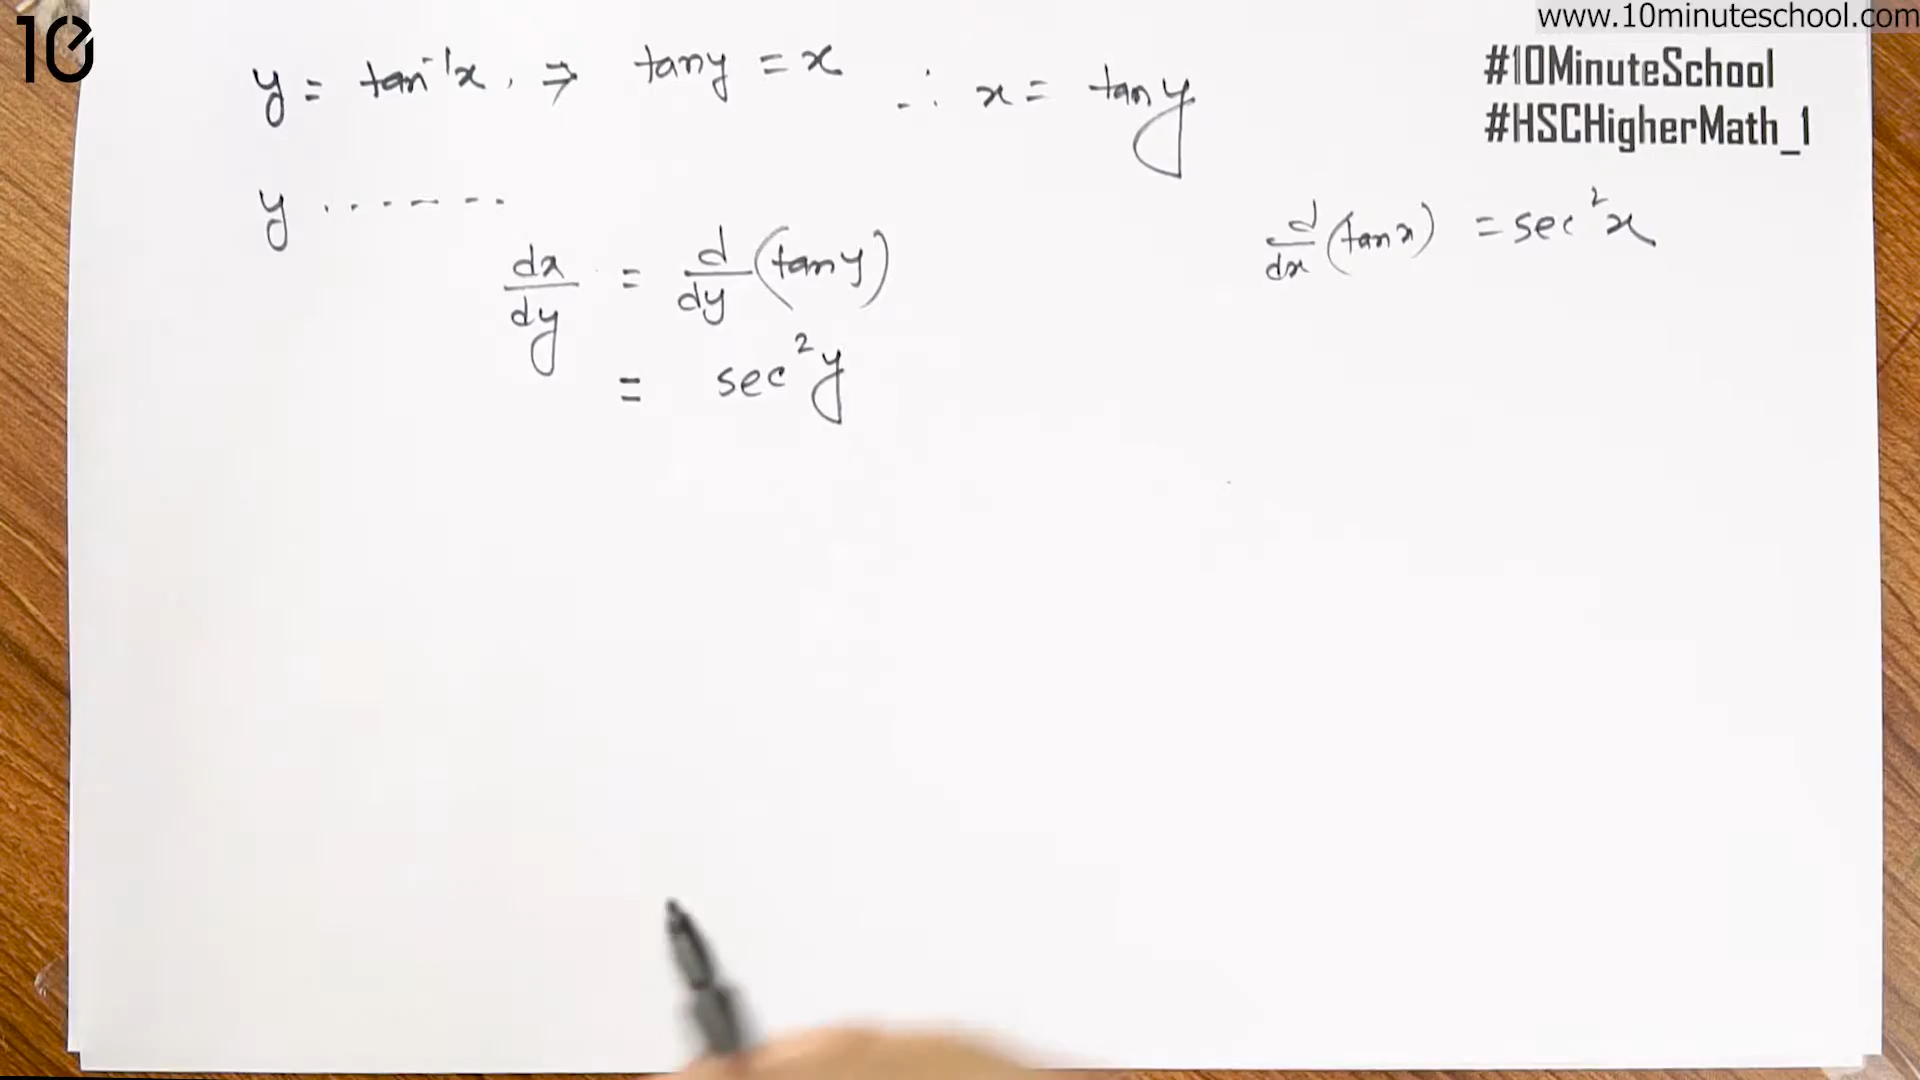 10
www.10minuteschool.com
#10MinuteSchool
#HSCHigherMath_1
y = tan⁻¹x, ⇒ tany = x ∴ x = tany
y . . . . - - - .
d/dx (tanx) = sec²x
dx/dy = d/dy (tany)
= sec²y